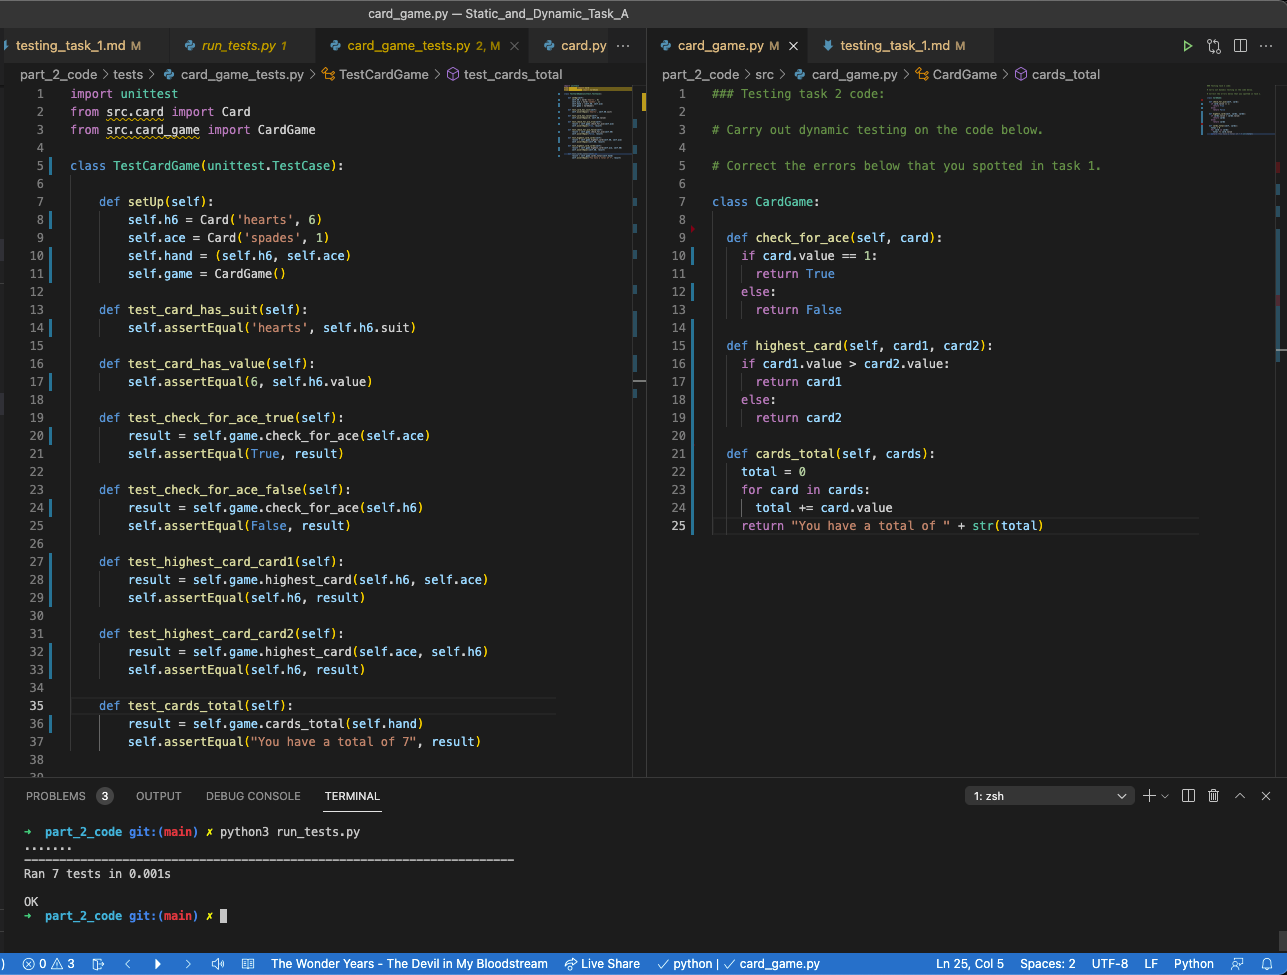 card_game.py — Static_and_Dynamic_Task_A
testing_task_1.md M
run_tests.py 1
card_game_tests.py 2, M
card.py
card_game.py M
testing_task_1.md M
part_2_code > tests > card_game_tests.py > TestCardGame > test_cards_total
1 import unittest
2 from src.card import Card
3 from src.card_game import CardGame
4
5 class TestCardGame(unittest.TestCase):
6
7 def setUp(self):
8 self.h6 = Card('hearts', 6)
9 self.ace = Card('spades', 1)
10 self.hand = (self.h6, self.ace)
11 self.game = CardGame()
12
13 def test_card_has_suit(self):
14 self.assertEqual('hearts', self.h6.suit)
15
16 def test_card_has_value(self):
17 self.assertEqual(6, self.h6.value)
18
19 def test_check_for_ace_true(self):
20 result = self.game.check_for_ace(self.ace)
21 self.assertEqual(True, result)
22
23 def test_check_for_ace_false(self):
24 result = self.game.check_for_ace(self.h6)
25 self.assertEqual(False, result)
26
27 def test_highest_card_card1(self):
28 result = self.game.highest_card(self.h6, self.ace)
29 self.assertEqual(self.h6, result)
30
31 def test_highest_card_card2(self):
32 result = self.game.highest_card(self.ace, self.h6)
33 self.assertEqual(self.h6, result)
34
35 def test_cards_total(self):
36 result = self.game.cards_total(self.hand)
37 self.assertEqual("You have a total of 7", result)
38
part_2_code > src > card_game.py > CardGame > cards_total
1 ### Testing task 2 code:
2
3 # Carry out dynamic testing on the code below.
4
5 # Correct the errors below that you spotted in task 1.
6
7 class CardGame:
8
9 def check_for_ace(self, card):
10 if card.value == 1:
11 return True
12 else:
13 return False
14
15 def highest_card(self, card1, card2):
16 if card1.value > card2.value:
17 return card1
18 else:
19 return card2
20
21 def cards_total(self, cards):
22 total = 0
23 for card in cards:
24 total += card.value
25 return "You have a total of " + str(total)
PROBLEMS 3 OUTPUT DEBUG CONSOLE TERMINAL
1: zsh
➜ part_2_code git:(main) ✗ python3 run_tests.py
.......
----------------------------------------------------------------------
Ran 7 tests in 0.001s
OK
➜ part_2_code git:(main) ✗
0 3 The Wonder Years - The Devil in My Bloodstream Live Share ✓ python | ✓ card_game.py Ln 25, Col 5 Spaces: 2 UTF-8 LF Python